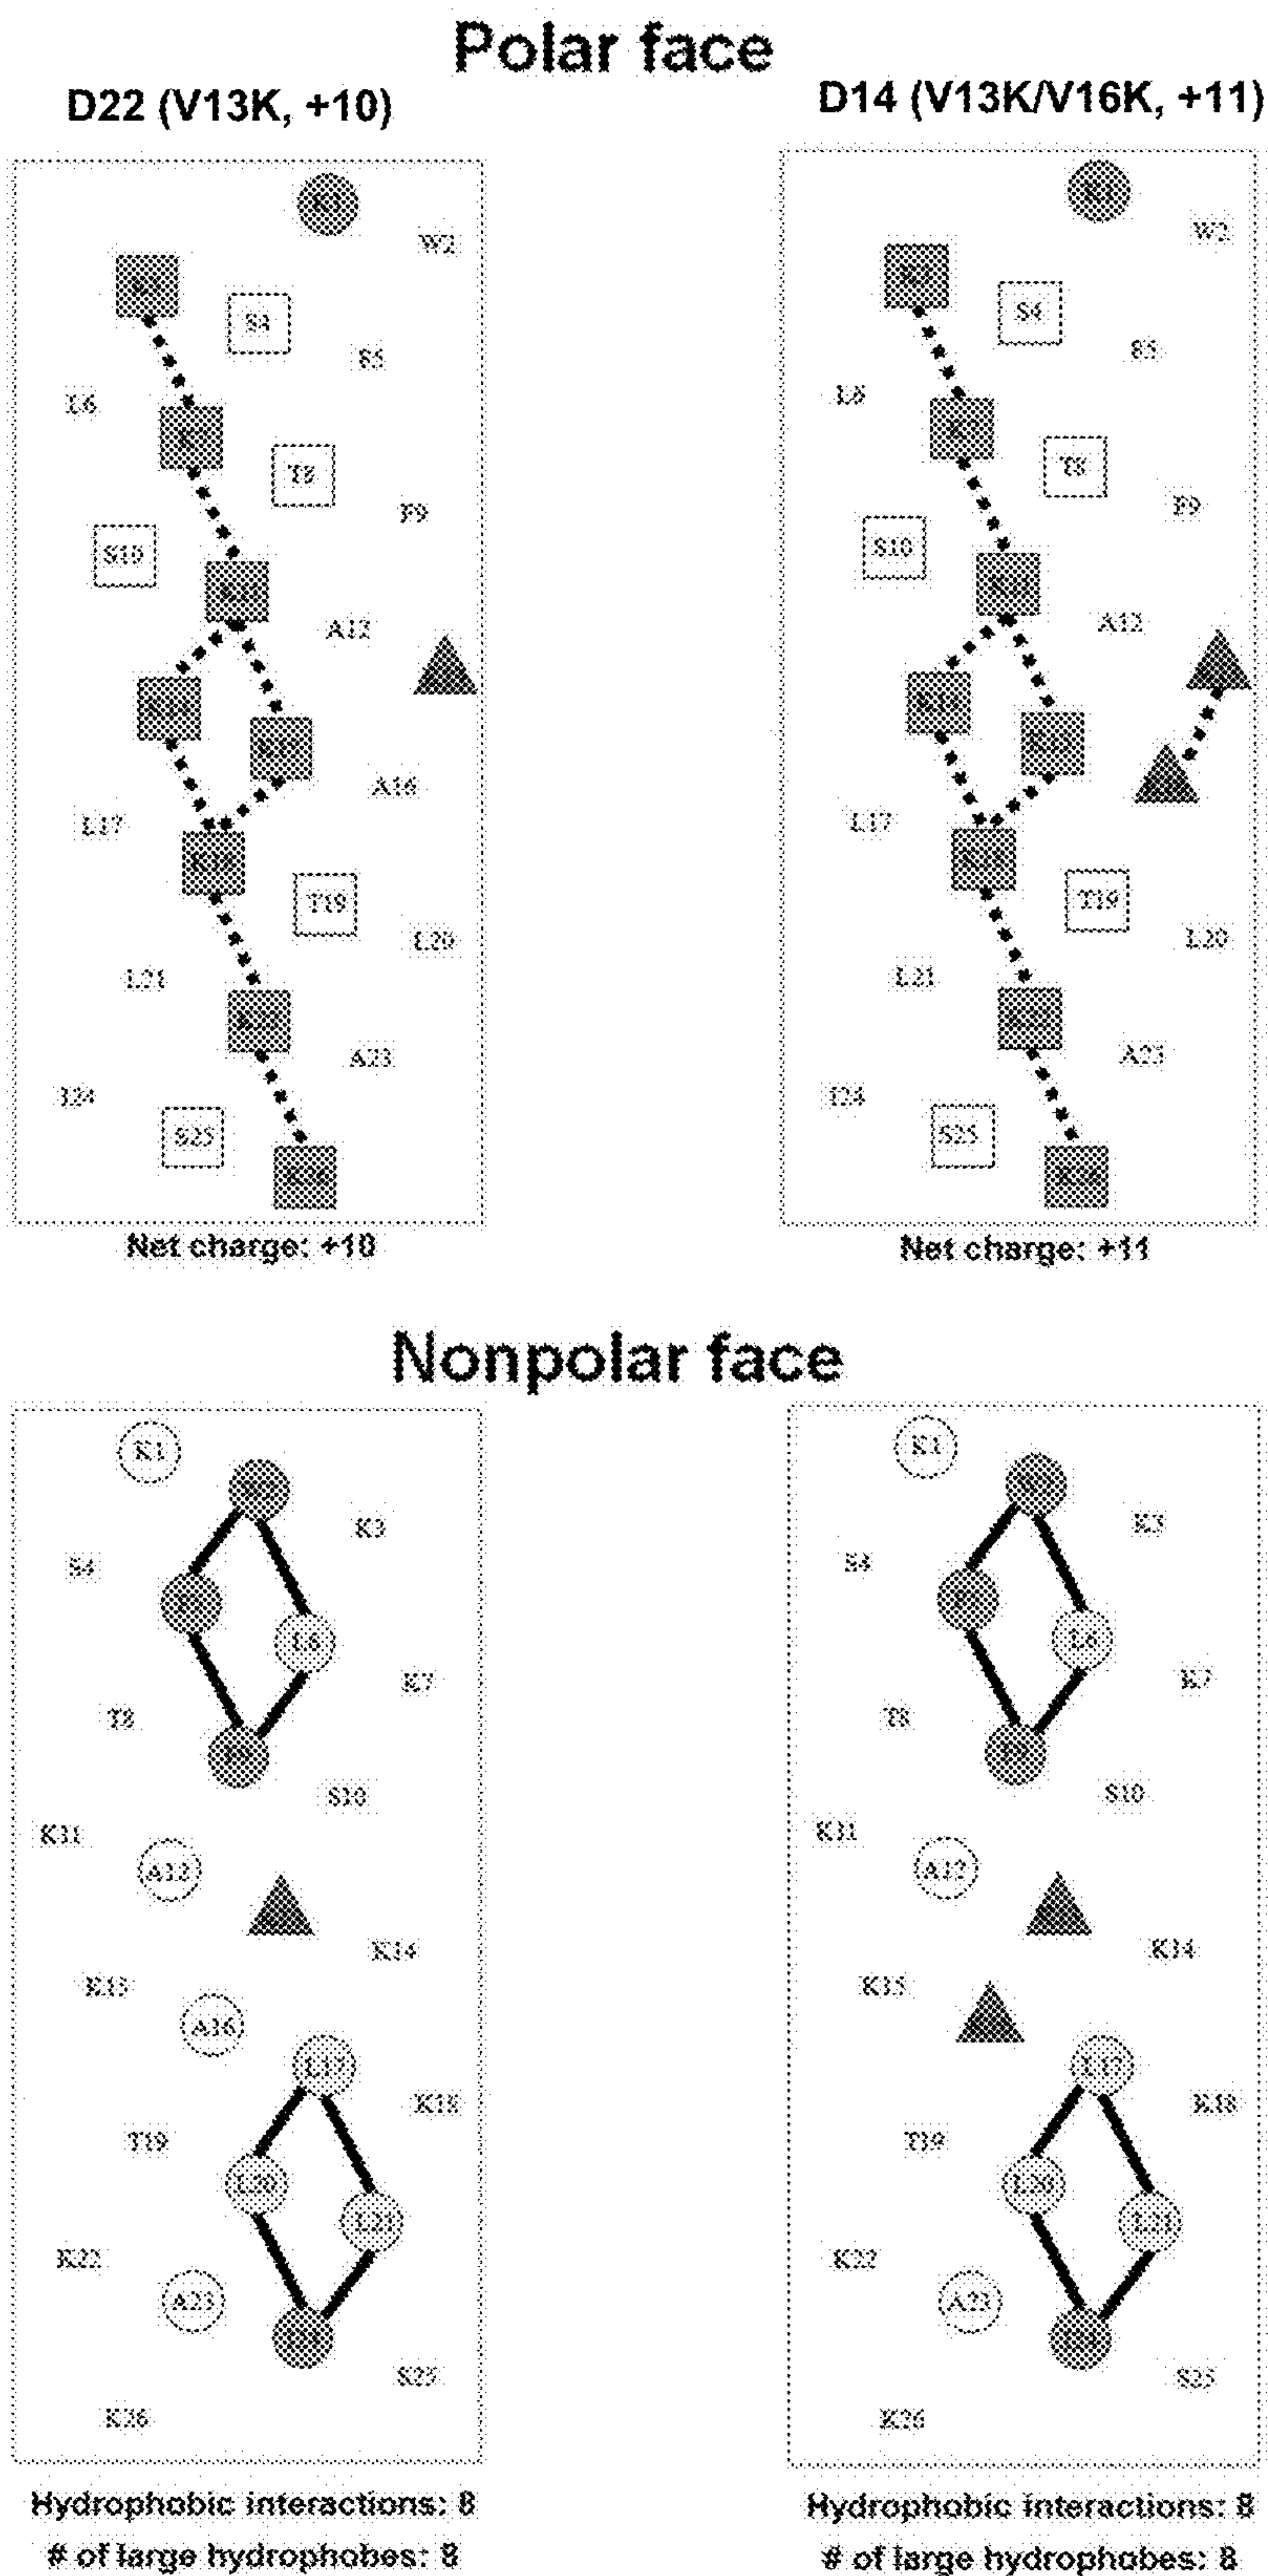 Polar face
D22 (V13K, +10)
W2
S4
L6
T8
F9
S10
A12
A16
L17
K18
T19
L20
L21
A23
I24
S25
Net charge: +10
D14 (V13K/V16K, +11)
W2
S4
L6
T8
F9
S10
A12
L17
T19
L20
L21
A23
I24
S25
Net charge: +11
Nonpolar face
K1
K3
S4
L6
K7
T8
S10
K11
A12
K14
K15
A16
L17
K18
T19
L20
L21
K22
A23
S25
K26
Hydrophobic interactions: 8
# of large hydrophobes: 8
K1
K3
S4
L6
K7
T8
S10
K11
A12
K14
K15
L17
K18
T19
L20
L21
K22
A23
S25
K26
Hydrophobic interactions: 8
# of large hydrophobes: 8